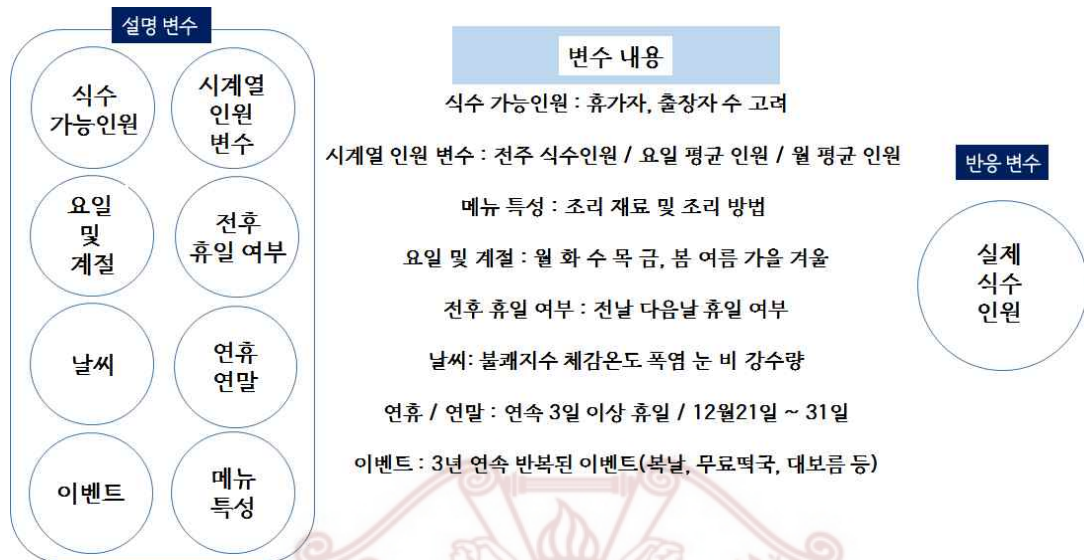 설명 변수
식수
가능인원
시계열
인원
변수
요일
및
계절
전후
휴일 여부
날씨
연휴
연말
이벤트
메뉴
특성
변수 내용
식수 가능인원 : 휴가자, 출장자 수 고려
시계열 인원 변수 : 전주 식수인원 / 요일 평균 인원 / 월 평균 인원
메뉴 특성 : 조리 재료 및 조리 방법
요일 및 계절 : 월 화 수 목 금, 봄 여름 가을 겨울
전후 휴일 여부 : 전날 다음날 휴일 여부
날씨: 불쾌지수 체감온도 폭염 눈 비 강수량
연휴 / 연말 : 연속 3일 이상 휴일 / 12월21일 ~ 31일
이벤트 : 3년 연속 반복된 이벤트(복날, 무료떡국, 대보름 등)
반응 변수
실제
식수
인원